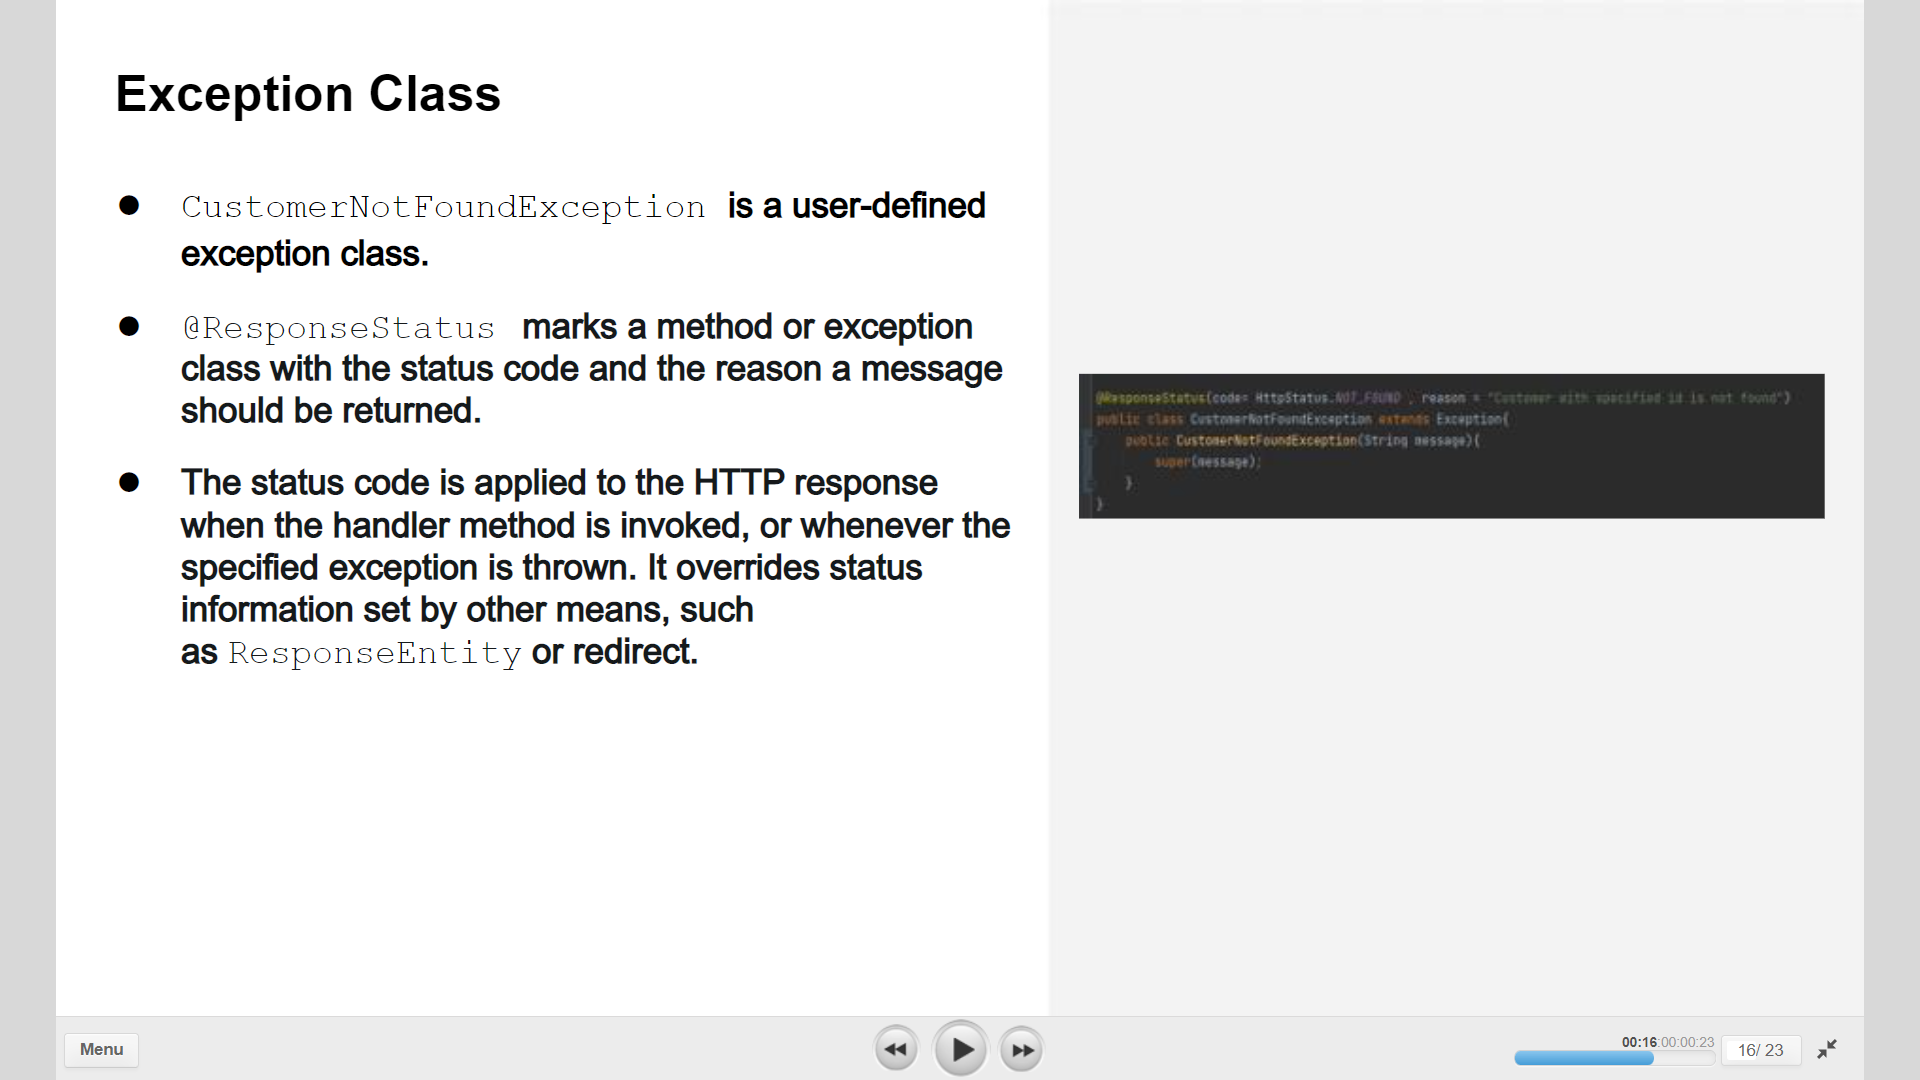 Exception Class
● CustomerNotFoundException is a user-defined
exception class.
● @ResponseStatus marks a method or exception
class with the status code and the reason a message
should be returned.
● The status code is applied to the HTTP response
when the handler method is invoked, or whenever the
specified exception is thrown. It overrides status
information set by other means, such
as ResponseEntity or redirect.
@ResponseStatus(code= HttpStatus.NOT_FOUND , reason = "Customer with specified id is not found")
public class CustomerNotFoundException extends Exception{
public CustomerNotFoundException(String message){
super(message);
}
}
Menu
00:16:00:00:23
16/ 23